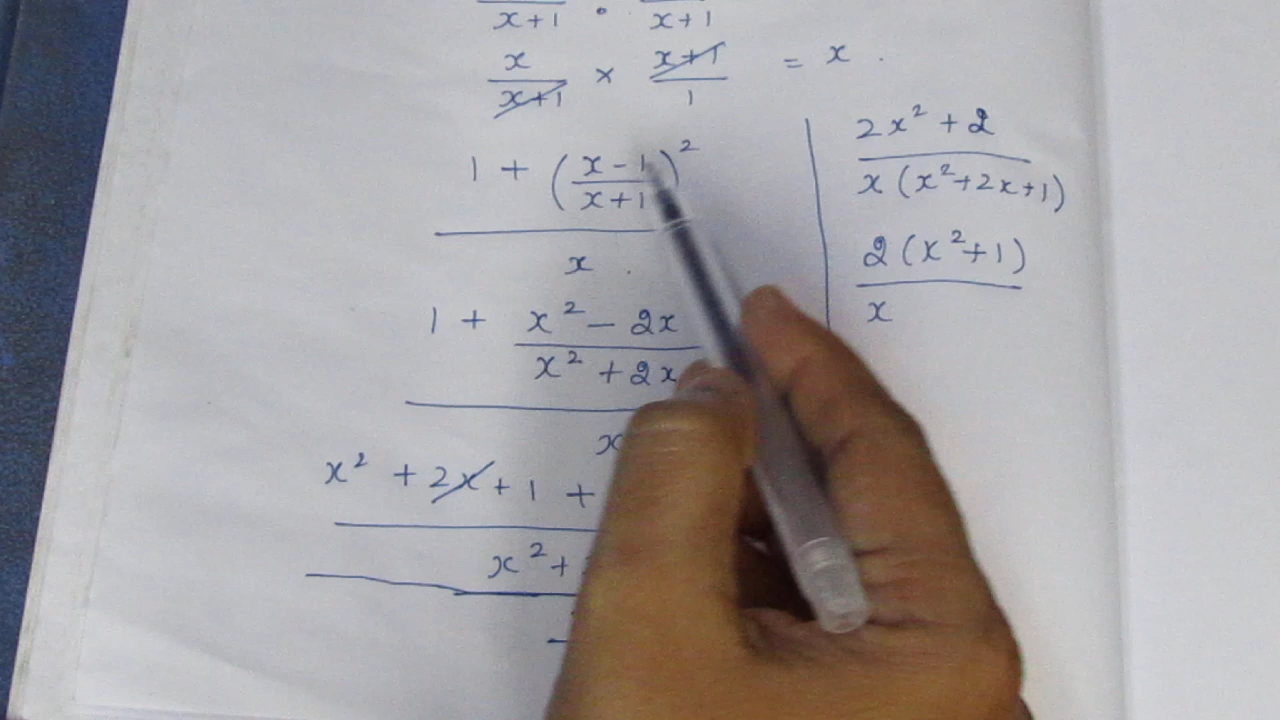 x+1 . x+1
x/x+1 × x+1/1 = x .
1 + (x-1/x+1)²
x .
1 + x² - 2x
x² + 2x
x
x² + 2x + 1 +
x² +
2x² + 2
x (x²+2x+1)
2 (x²+1)
x